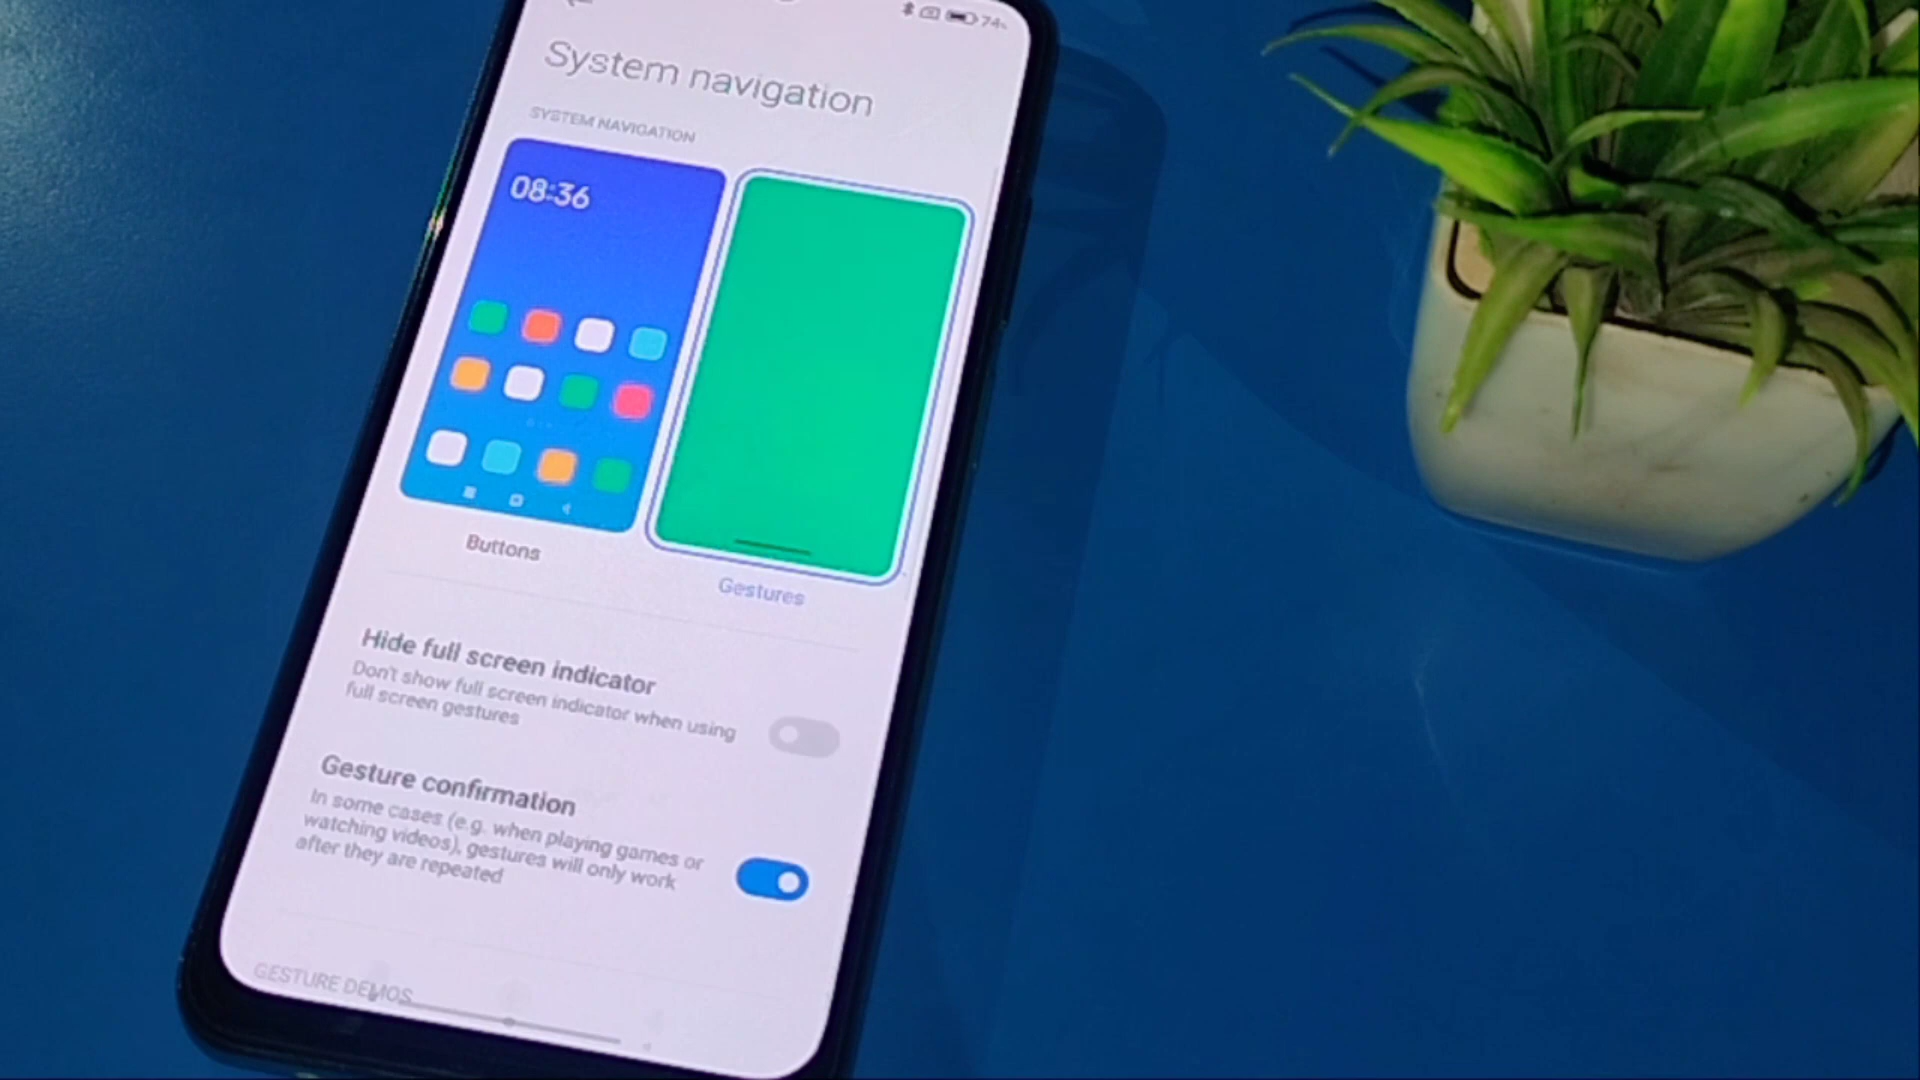 74%
System navigation
SYSTEM NAVIGATION
08:36
Buttons
Gestures
Hide full screen indicator
Don't show full screen indicator when using
full screen gestures
Gesture confirmation
In some cases (e.g. when playing games or
watching videos), gestures will only work
after they are repeated
GESTURE DEMOS